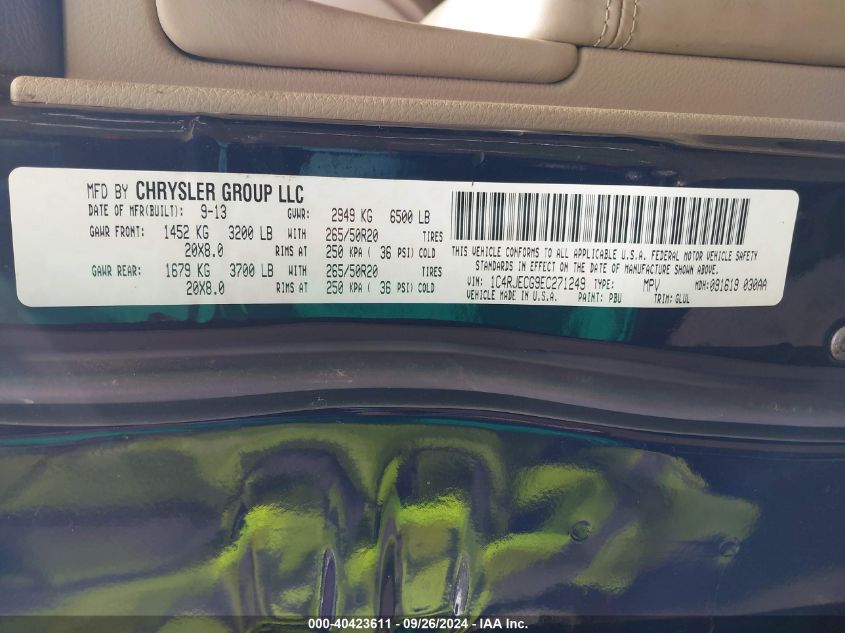 MFD BY CHRYSLER GROUP LLC
DATE OF MFR(BUILT): 9-13 GVWR: 2949 KG 6500 LB
GAWR FRONT: 1452 KG 3200 LB WITH 265/50R20 TIRES
20X8.0 RIMS AT 250 KPA ( 36 PSI) COLD
GAWR REAR: 1679 KG 3700 LB WITH 265/50R20 TIRES
20X8.0 RIMS AT 250 KPA ( 36 PSI) COLD
THIS VEHICLE CONFORMS TO ALL APPLICABLE U.S.A. FEDERAL MOTOR VEHICLE SAFETY
STANDARDS IN EFFECT ON THE DATE OF MANUFACTURE SHOWN ABOVE.
VIN: 1C4RJECG9EC271249 TYPE: MPV MDH: 091619 030AA
VEHICLE MADE IN U.S.A. PAINT: PBU TRIM: GLUL
000-40423611 - 09/26/2024 - IAA Inc.